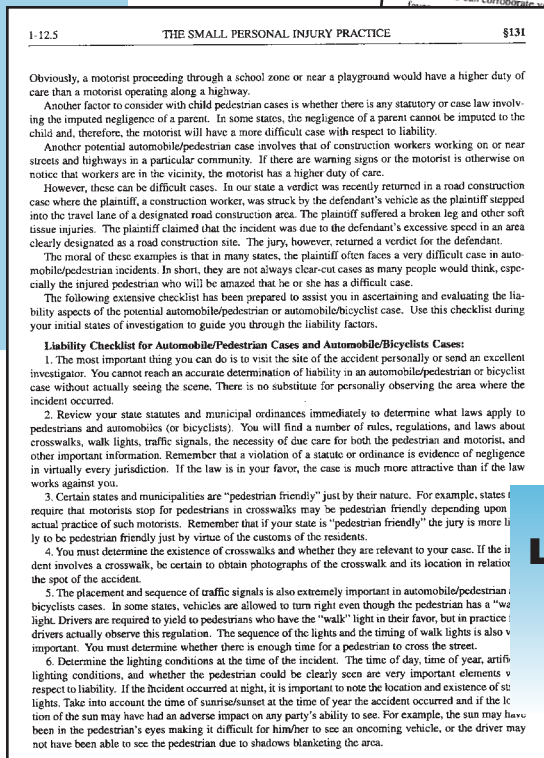 can corroborate
1-12.5 THE SMALL PERSONAL INJURY PRACTICE §131
Obviously, a motorist proceeding through a school zone or near a playground would have a higher duty of
care than a motorist operating along a highway.
Another factor to consider with child pedestrian cases is whether there is any statutory or case law involv-
ing the imputed negligence of a parent. In some states, the negligence of a parent cannot be imputed to the
child and, therefore, the motorist will have a more difficult case with respect to liability.
Another potential automobile/pedestrian case involves that of construction workers working on or near
streets and highways in a particular community. If there are warning signs or the motorist is otherwise on
notice that workers are in the vicinity, the motorist has a higher duty of care.
However, these can be difficult cases. In our state a verdict was recently returned in a road construction
case where the plaintiff, a construction worker, was struck by the defendant's vehicle as the plaintiff stepped
into the travel lane of a designated road construction area. The plaintiff suffered a broken leg and other soft
tissue injuries. The plaintiff claimed that the incident was due to the defendant's excessive speed in an area
clearly designated as a road construction site. The jury, however, returned a verdict for the defendant.
The moral of these examples is that in many states, the plaintiff often faces a very difficult case in auto-
mobile/pedestrian incidents. In short, they are not always clear-cut cases as many people would think, espe-
cially the injured pedestrian who will be amazed that he or she has a difficult case.
The following extensive checklist has been prepared to assist you in ascertaining and evaluating the lia-
bility aspects of the potential automobile/pedestrian or automobile/bicyclist case. Use this checklist during
your initial states of investigation to guide you through the liability factors.
Liability Checklist for Automobile/Pedestrian Cases and Automobile/Bicyclists Cases:
1. The most important thing you can do is to visit the site of the accident personally or send an excellent
investigator. You cannot reach an accurate determination of liability in an automobile/pedestrian or bicyclist
case without actually seeing the scene. There is no substitute for personally observing the area where the
incident occurred.
2. Review your state statutes and municipal ordinances immediately to determine what laws apply to
pedestrians and automobiles (or bicyclists). You will find a number of rules, regulations, and laws about
crosswalks, walk lights, traffic signals, the necessity of due care for both the pedestrian and motorist, and
other important information. Remember that a violation of a statute or ordinance is evidence of negligence
in virtually every jurisdiction. If the law is in your favor, the case is much more attractive than if the law
works against you.
3. Certain states and municipalities are “pedestrian friendly” just by their nature. For example, states
require that motorists stop for pedestrians in crosswalks may be pedestrian friendly depending upon
actual practice of such motorists. Remember that if your state is “pedestrian friendly” the jury is more li
ly to be pedestrian friendly just by virtue of the customs of the residents.
4. You must determine the existence of crosswalks and whether they are relevant to your case. If the in
dent involves a crosswalk, be certain to obtain photographs of the crosswalk and its location in relation
the spot of the accident.
5. The placement and sequence of traffic signals is also extremely important in automobile/pedestrian
bicyclists cases. In some states, vehicles are allowed to turn right even though the pedestrian has a “wa
light. Drivers are required to yield to pedestrians who have the “walk” light in their favor, but in practice
drivers actually observe this regulation. The sequence of the lights and the timing of walk lights is also v
important. You must determine whether there is enough time for a pedestrian to cross the street.
6. Determine the lighting conditions at the time of the incident. The time of day, time of year, artifi
lighting conditions, and whether the pedestrian could be clearly seen are very important elements w
respect to liability. If the incident occurred at night, it is important to note the location and existence of st
lights. Take into account the time of sunrise/sunset at the time of year the accident occurred and if the lo
tion of the sun may have had an adverse impact on any party's ability to see. For example, the sun may have
been in the pedestrian's eyes making it difficult for him/her to see an oncoming vehicle, or the driver may
not have been able to see the pedestrian due to shadows blanketing the area.
L